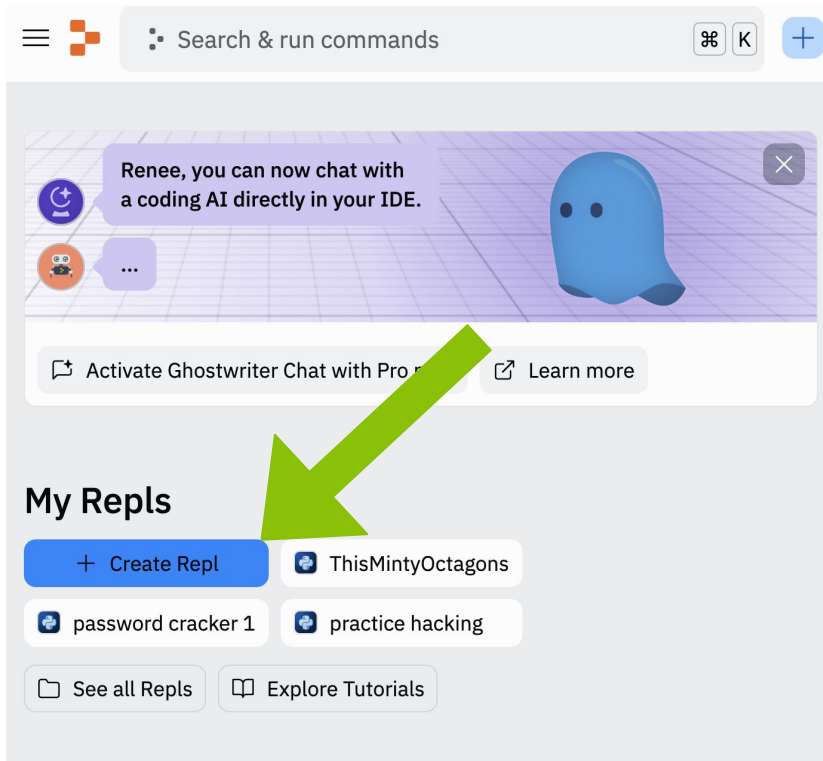 Search & run commands
⌘ K
Renee, you can now chat with
a coding AI directly in your IDE.
...
Activate Ghostwriter Chat with Pro
Learn more
My Repls
+ Create Repl
ThisMintyOctagons
password cracker 1
practice hacking
See all Repls
Explore Tutorials